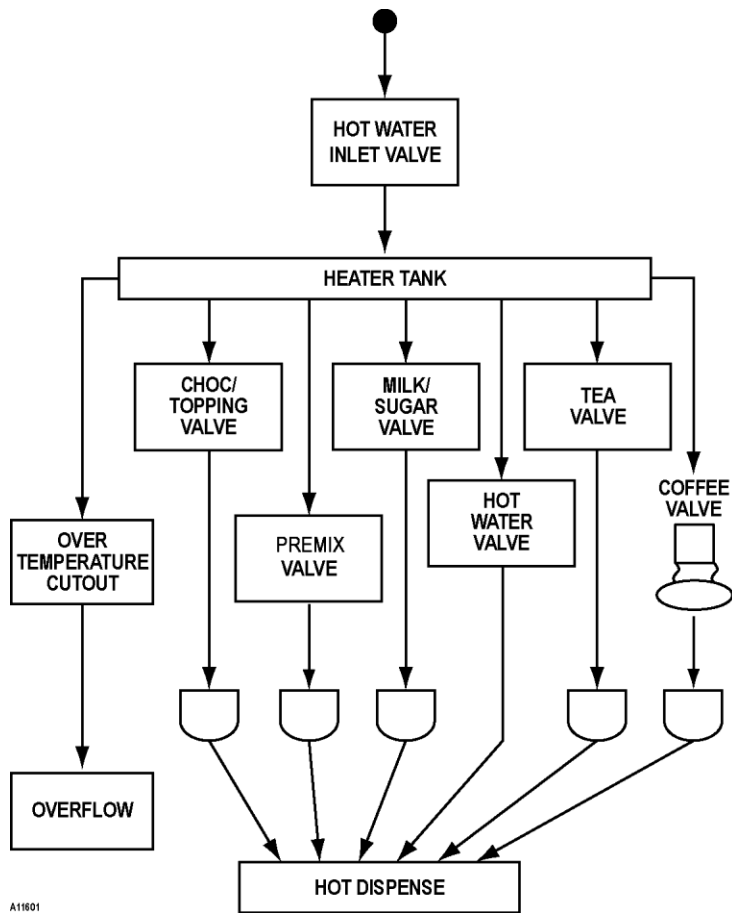 HOT WATER
INLET VALVE
HEATER TANK
CHOC/
TOPPING
VALVE
MILK/
SUGAR
VALVE
TEA
VALVE
OVER
TEMPERATURE
CUTOUT
PREMIX
VALVE
HOT
WATER
VALVE
COFFEE
VALVE
OVERFLOW
HOT DISPENSE
A11601